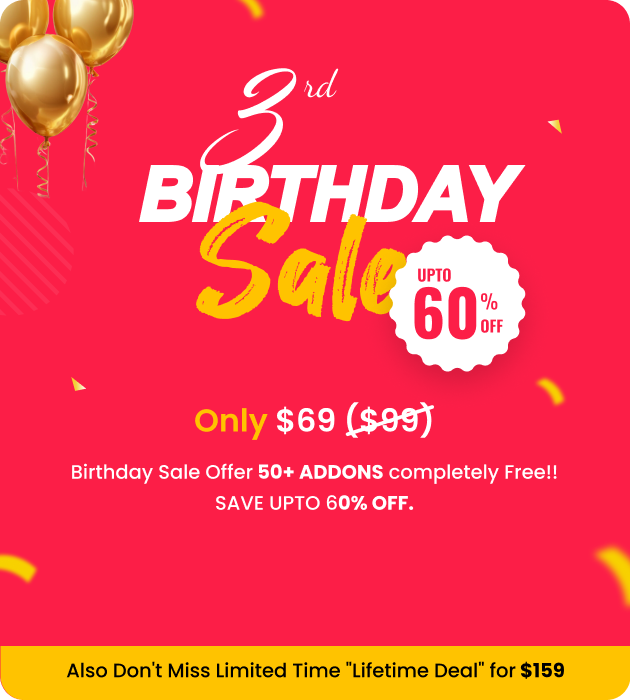 3rd
BIRTHDAY
Sale
UPTO
60%
OFF
Only $69 ($99)
Birthday Sale Offer 50+ ADDONS completely Free!!
SAVE UPTO 60% OFF.
Also Don't Miss Limited Time "Lifetime Deal" for $159